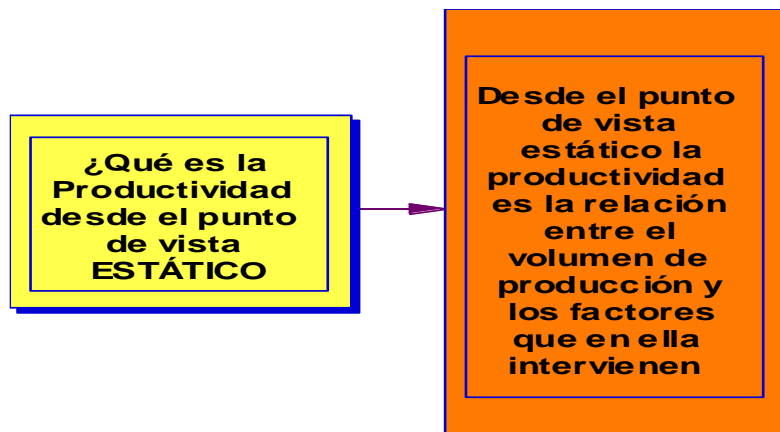 ¿Qué es la
Productividad
desde el punto
de vista
ESTÁTICO
Desde el punto
de vista
estático la
productividad
es la relación
entre el
volumen de
producción y
los factores
que en ella
intervienen